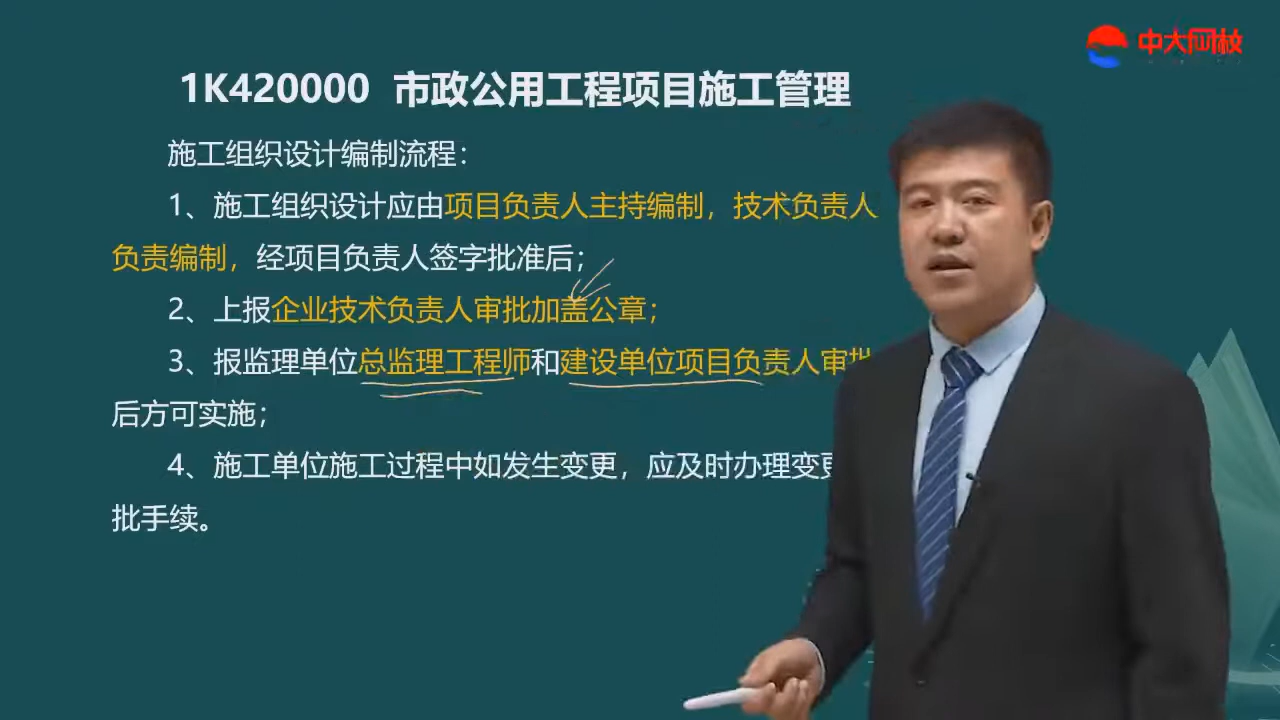 中大网校
1K420000 市政公用工程项目施工管理
施工组织设计编制流程：
1、施工组织设计应由项目负责人主持编制，技术负责人
负责编制，经项目负责人签字批准后；
2、上报企业技术负责人审批加盖公章；
3、报监理单位总监理工程师和建设单位项目负责人审批
后方可实施；
4、施工单位施工过程中如发生变更，应及时办理变更
批手续。